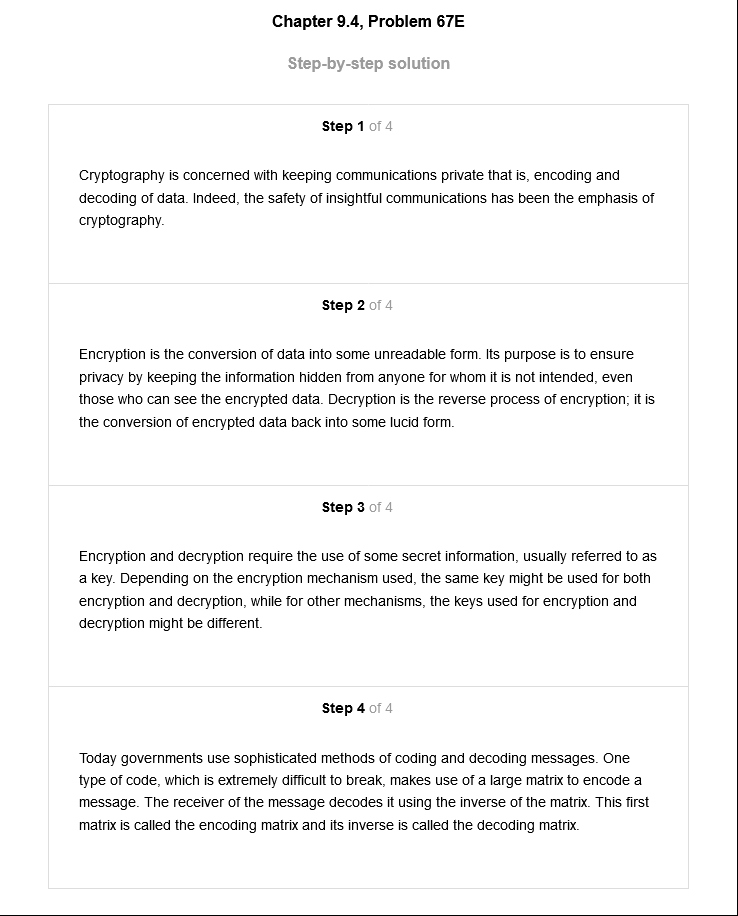 Chapter 9.4, Problem 67E
Step-by-step solution
Step 1 of 4
Cryptography is concerned with keeping communications private that is, encoding and
decoding of data. Indeed, the safety of insightful communications has been the emphasis of
cryptography.
Step 2 of 4
Encryption is the conversion of data into some unreadable form. Its purpose is to ensure
privacy by keeping the information hidden from anyone for whom it is not intended, even
those who can see the encrypted data. Decryption is the reverse process of encryption; it is
the conversion of encrypted data back into some lucid form.
Step 3 of 4
Encryption and decryption require the use of some secret information, usually referred to as
a key. Depending on the encryption mechanism used, the same key might be used for both
encryption and decryption, while for other mechanisms, the keys used for encryption and
decryption might be different.
Step 4 of 4
Today governments use sophisticated methods of coding and decoding messages. One
type of code, which is extremely difficult to break, makes use of a large matrix to encode a
message. The receiver of the message decodes it using the inverse of the matrix. This first
matrix is called the encoding matrix and its inverse is called the decoding matrix.